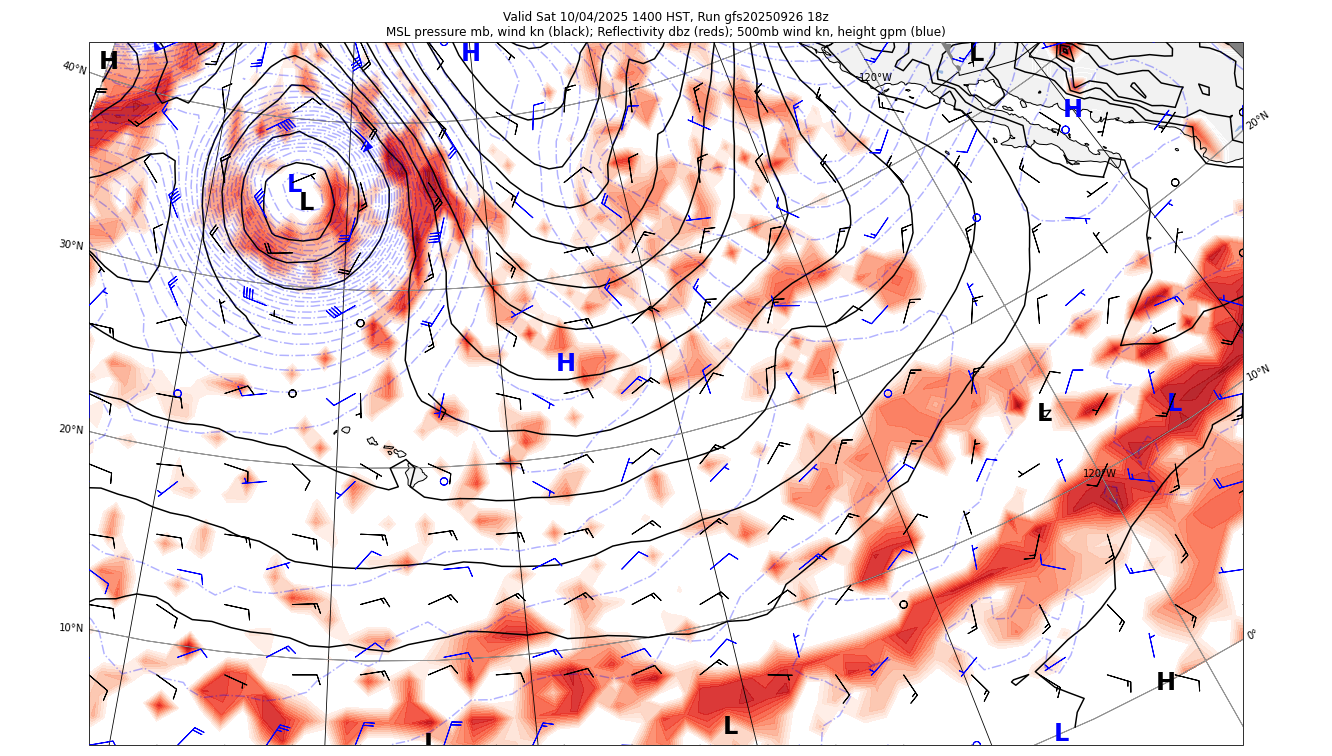 Valid Sat 10/04/2025 1400 HST, Run gfs20250926 18z
MSL pressure mb, wind kn (black); Reflectivity dbz (reds); 500mb wind kn, height gpm (blue)
H
H
L
40°N
120°W
H
20°N
L
L
30°N
H
10°N
L
L
20°N
120°W
10°N
0°
H
L
L
L